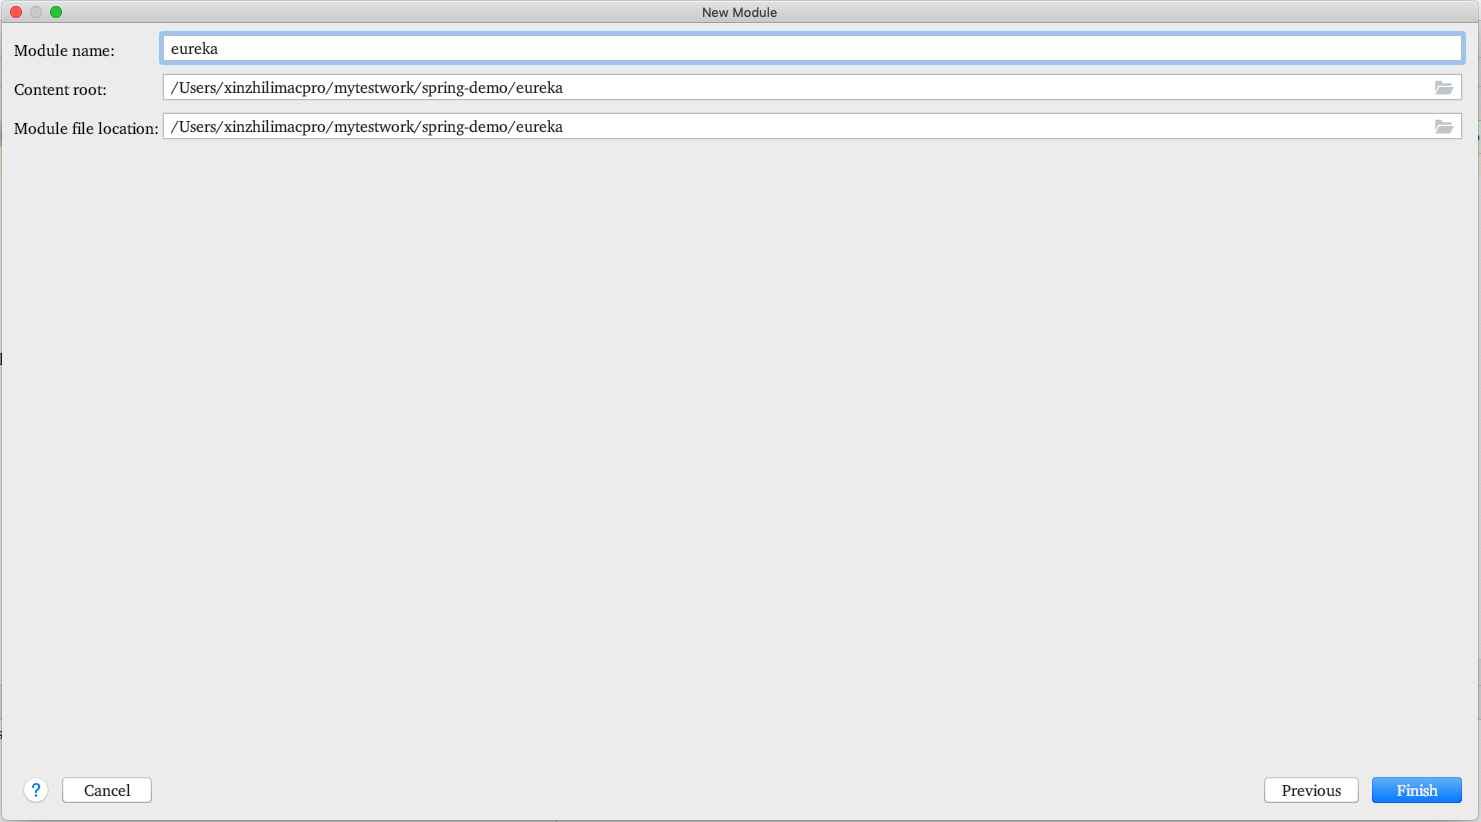 New Module
Module name: eureka
Content root: /Users/xinzhilimacpro/mytestwork/spring-demo/eureka
Module file location: /Users/xinzhilimacpro/mytestwork/spring-demo/eureka
? Cancel Previous Finish